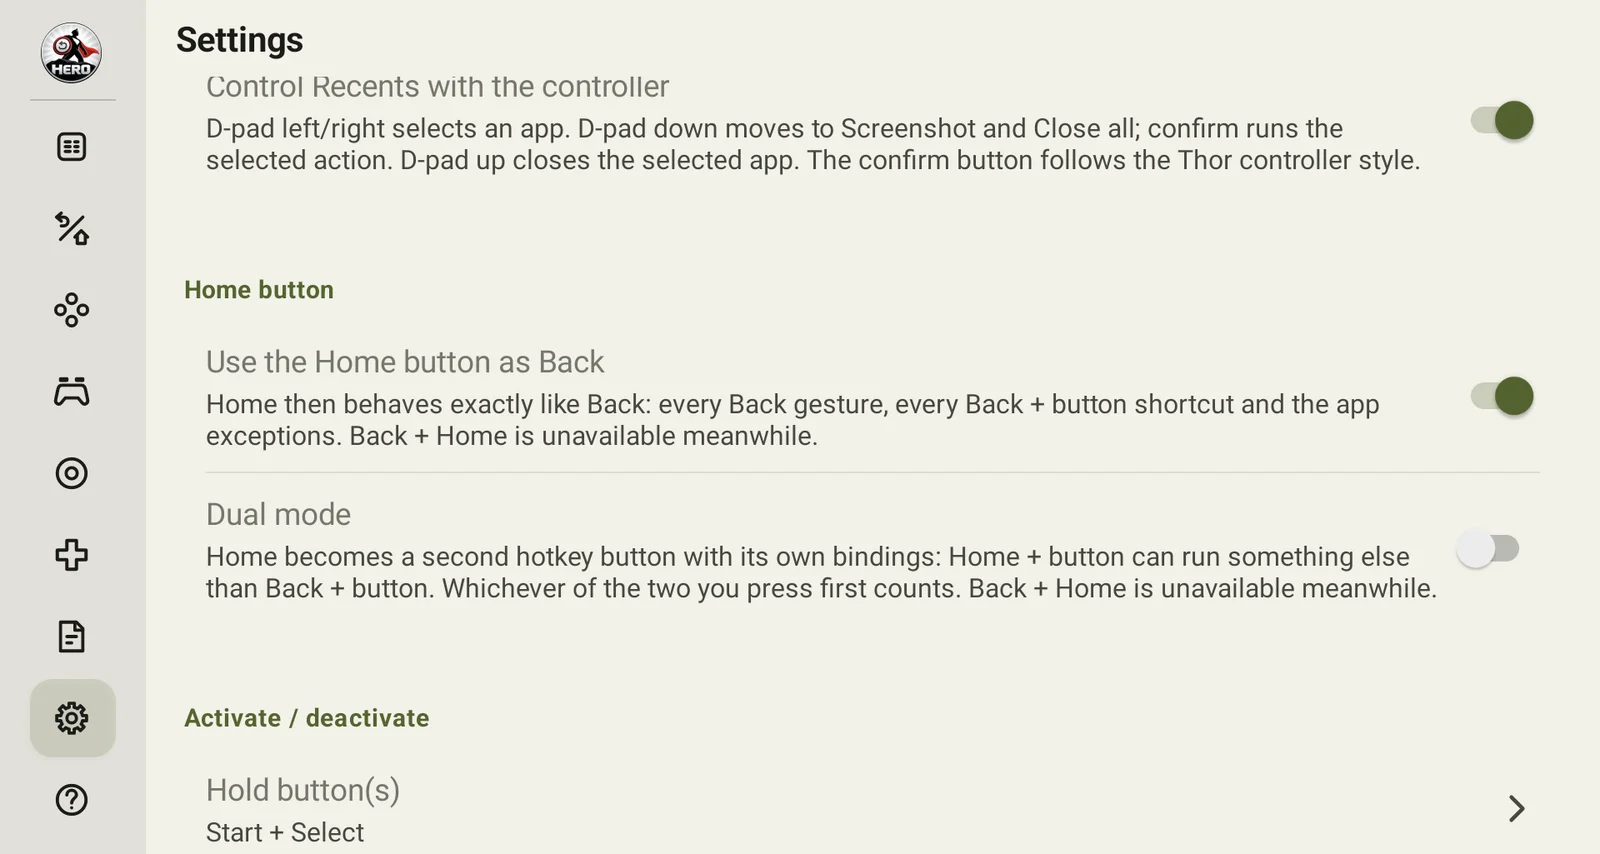 HERO
Settings
Control Recents with the controller
D-pad left/right selects an app. D-pad down moves to Screenshot and Close all; confirm runs the
selected action. D-pad up closes the selected app. The confirm button follows the Thor controller style.
Home button
Use the Home button as Back
Home then behaves exactly like Back: every Back gesture, every Back + button shortcut and the app
exceptions. Back + Home is unavailable meanwhile.
Dual mode
Home becomes a second hotkey button with its own bindings: Home + button can run something else
than Back + button. Whichever of the two you press first counts. Back + Home is unavailable meanwhile.
Activate / deactivate
Hold button(s)
Start + Select